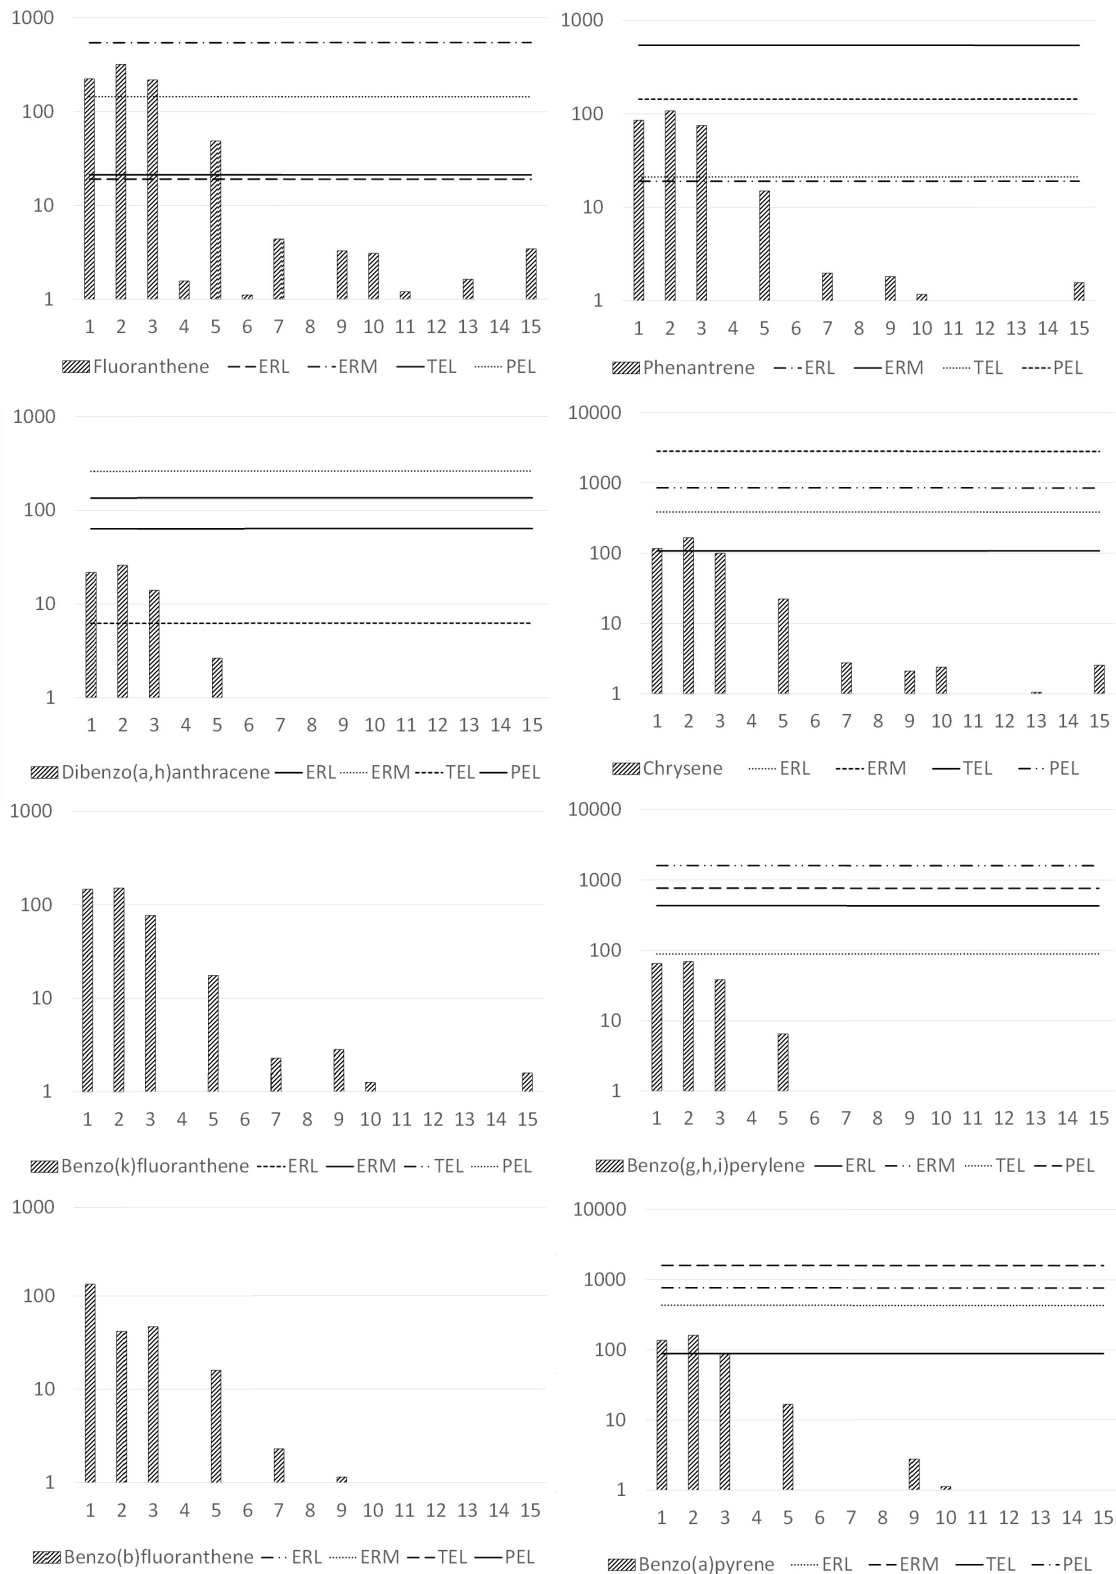 1000
100
10
1
1 2 3 4 5 6 7 8 9 10 11 12 13 14 15
Fluoranthene ERL ERM TEL PEL
1000
100
10
1
1 2 3 4 5 6 7 8 9 10 11 12 13 14 15
Phenantrene ERL ERM TEL PEL
1000
100
10
1
1 2 3 4 5 6 7 8 9 10 11 12 13 14 15
Dibenzo(a,h)anthracene ERL ERM TEL PEL
10000
1000
100
10
1
1 2 3 4 5 6 7 8 9 10 11 12 13 14 15
Chrysene ERL ERM TEL PEL
1000
100
10
1
1 2 3 4 5 6 7 8 9 10 11 12 13 14 15
Benzo(k)fluoranthene ERL ERM TEL PEL
10000
1000
100
10
1
1 2 3 4 5 6 7 8 9 10 11 12 13 14 15
Benzo(g,h,i)perylene ERL ERM TEL PEL
1000
100
10
1
1 2 3 4 5 6 7 8 9 10 11 12 13 14 15
Benzo(b)fluoranthene ERL ERM TEL PEL
10000
1000
100
10
1
1 2 3 4 5 6 7 8 9 10 11 12 13 14 15
Benzo(a)pyrene ERL ERM TEL PEL